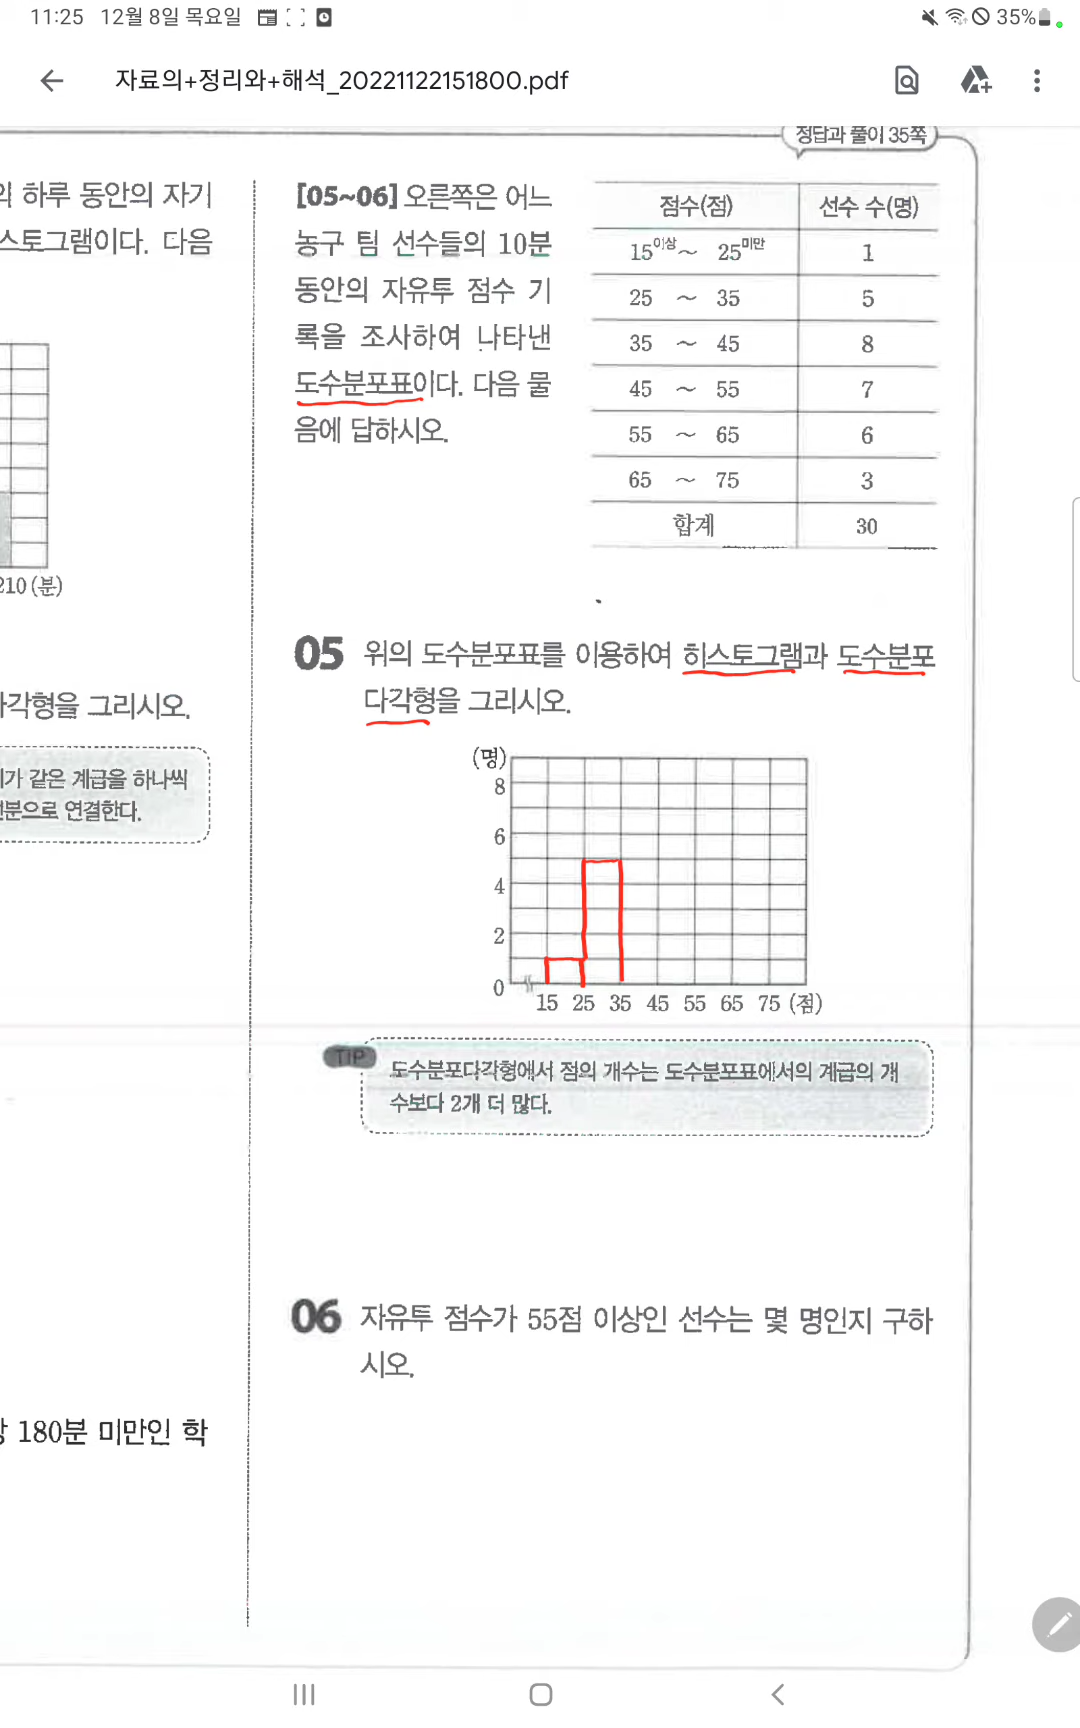 11:25 12월 8일 목요일
35%
자료의+정리와+해석_20221122151800.pdf
정답과 풀이 35쪽
하루 동안의 자기
스토그램이다. 다음
210 (분)
각형을 그리시오.
가 같은 계급을 하나씩
선분으로 연결한다.
180분 미만인 학
[05~06] 오른쪽은 어느
농구 팀 선수들의 10분
동안의 자유투 점수 기
록을 조사하여 나타낸
도수분포표이다. 다음 물
음에 답하시오.
점수(점) 선수 수(명)
15이상 ~ 25미만 1
25 ~ 35 5
35 ~ 45 8
45 ~ 55 7
55 ~ 65 6
65 ~ 75 3
합계 30
05 위의 도수분포표를 이용하여 히스토그램과 도수분포
다각형을 그리시오.
(명)
8
6
4
2
0
15 25 35 45 55 65 75 (점)
TIP
도수분포다각형에서 점의 개수는 도수분포표에서의 계급의 개
수보다 2개 더 많다.
06 자유투 점수가 55점 이상인 선수는 몇 명인지 구하
시오.